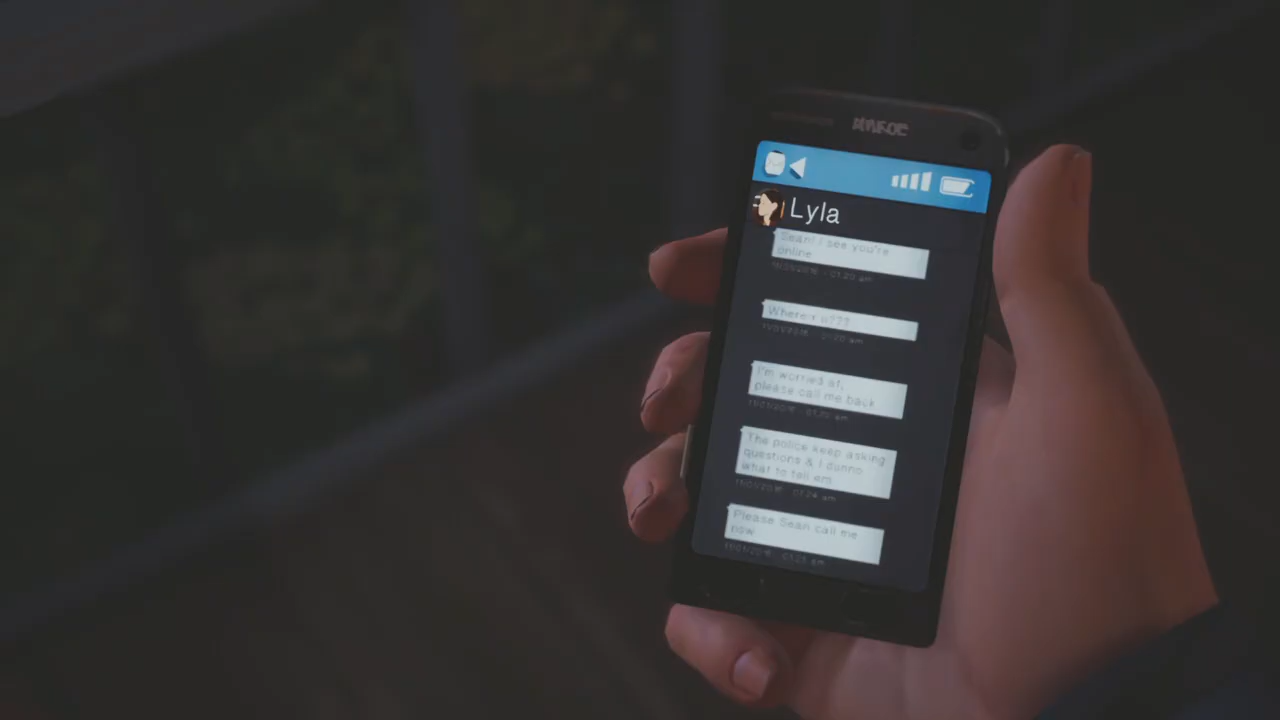 Lyla
Sean! I see you're
online
Where r u???
I'm worried af,
please call me back
The police keep asking
questions & I dunno
what to tell em
Please Sean call me
now